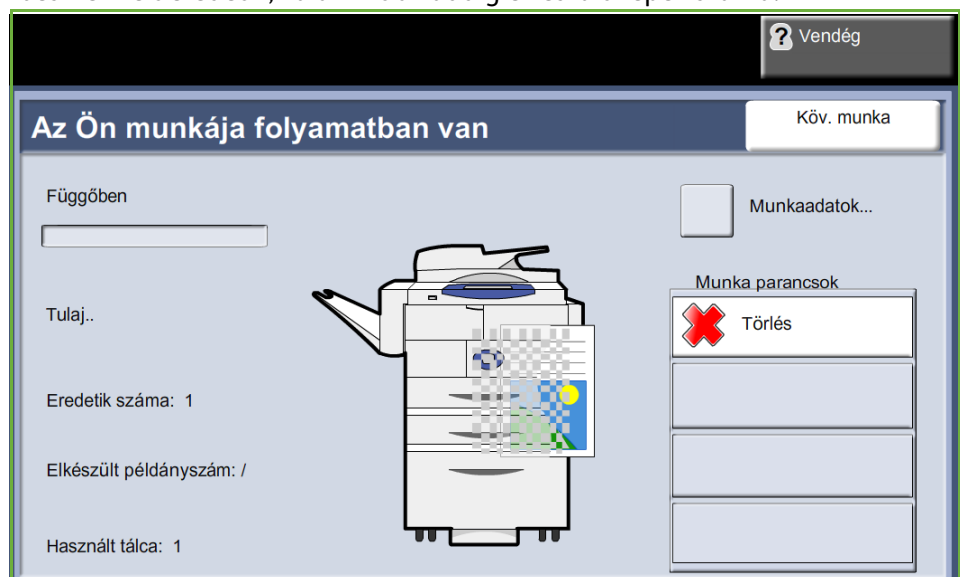 Vendég
Az Ön munkája folyamatban van
Köv. munka
Függőben
Munkaadatok...
Munka parancsok
Tulaj..
Törlés
Eredetik száma: 1
Elkészült példányszám: /
Használt tálca: 1